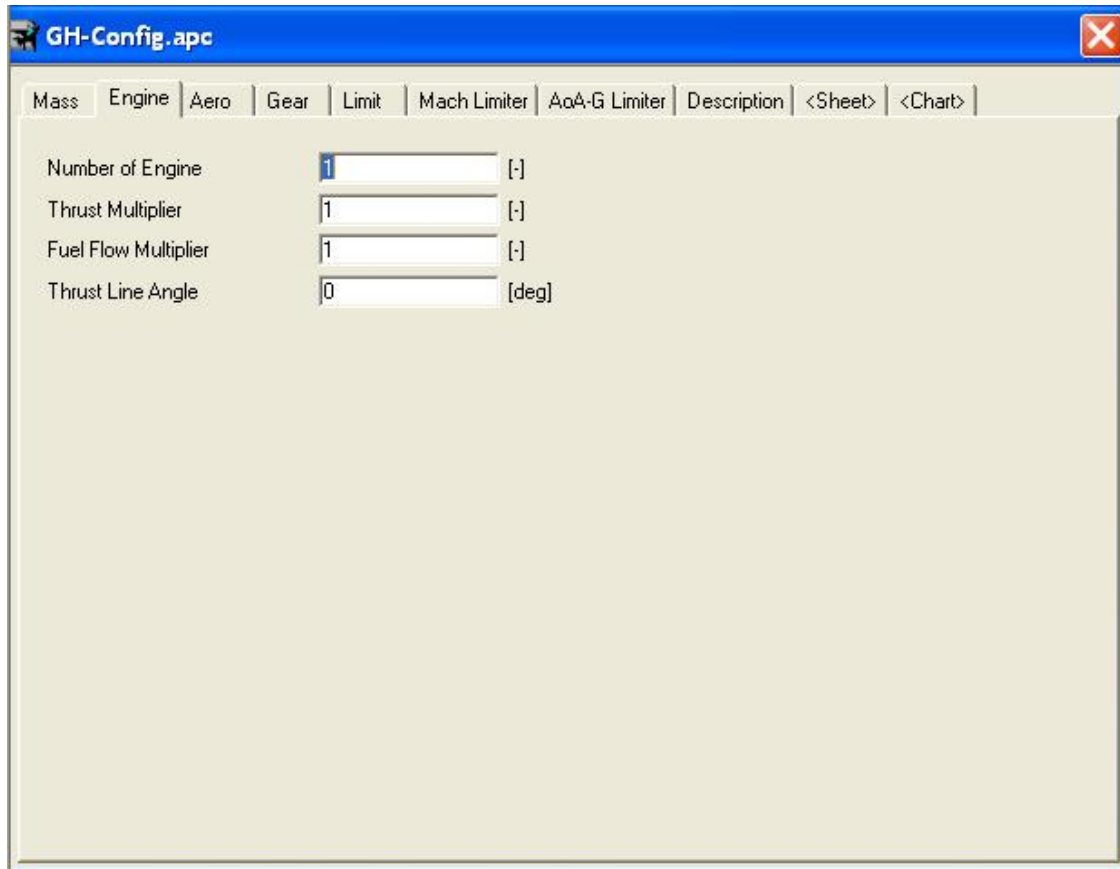 GH-Config.apc
Mass Engine Aero Gear Limit Mach Limiter AoA-G Limiter Description <Sheet> <Chart>
Number of Engine 1 [-]
Thrust Multiplier 1 [-]
Fuel Flow Multiplier 1 [-]
Thrust Line Angle 0 [deg]